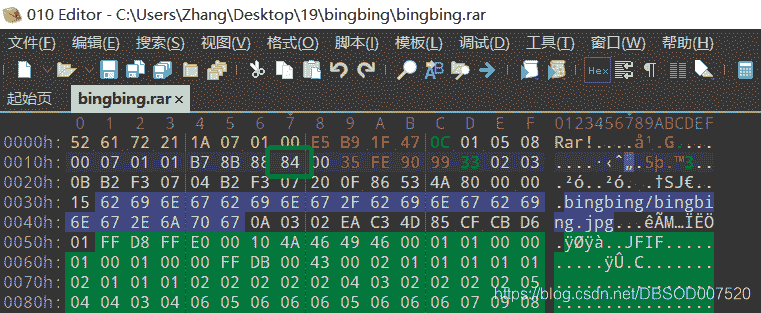 010 Editor - C:\Users\Zhang\Desktop\19\bingbing\bingbing.rar
文件(F) 编辑(E) 搜索(S) 视图(V) 格式(O) 脚本(I) 模板(L) 调试(D) 工具(T) 窗口(W) 帮助(H)
Hex
起始页 bingbing.rar ×
0 1 2 3 4 5 6 7 8 9 A B C D E F 0123456789ABCDEF
0000h: 52 61 72 21 1A 07 01 00 E5 B9 1F 47 0C 01 05 08 Rar!....å¹.G....
0010h: 00 07 01 01 B7 8B 88 84 00 35 FE 90 99 33 02 03 ....·‹ˆ„.5þ.™3..
0020h: 0B B2 F3 07 04 B2 F3 07 20 0F 86 53 4A 80 00 00 .²ó..²ó. .†SJ€..
0030h: 15 62 69 6E 67 62 69 6E 67 2F 62 69 6E 67 62 69 .bingbing/bingbi
0040h: 6E 67 2E 6A 70 67 0A 03 02 EA C3 4D 85 CF CB D6 ng.jpg...êÃM…ÏËÖ
0050h: 01 FF D8 FF E0 00 10 4A 46 49 46 00 01 01 00 00 .ÿØÿà..JFIF.....
0060h: 01 00 01 00 00 FF DB 00 43 00 02 01 01 01 01 01 .....ÿÛ.C.......
0070h: 02 01 01 01 02 02 02 02 02 04 03 02 02 02 02 05
0080h: 04 04 03 04 06 05 06 06 06 05 06 06 06 07 09 08
https://blog.csdn.net/DBSOD007520